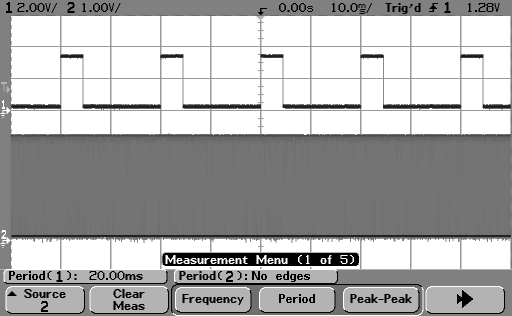 1 2.00V/ 2 1.00V/ 0.00s 10.0m/ Trig'd 1 1.28V
T
1
2
Measurement Menu (1 of 5)
Period(1): 20.00ms Period(2): No edges
Source 2 Clear Meas Frequency Period Peak-Peak